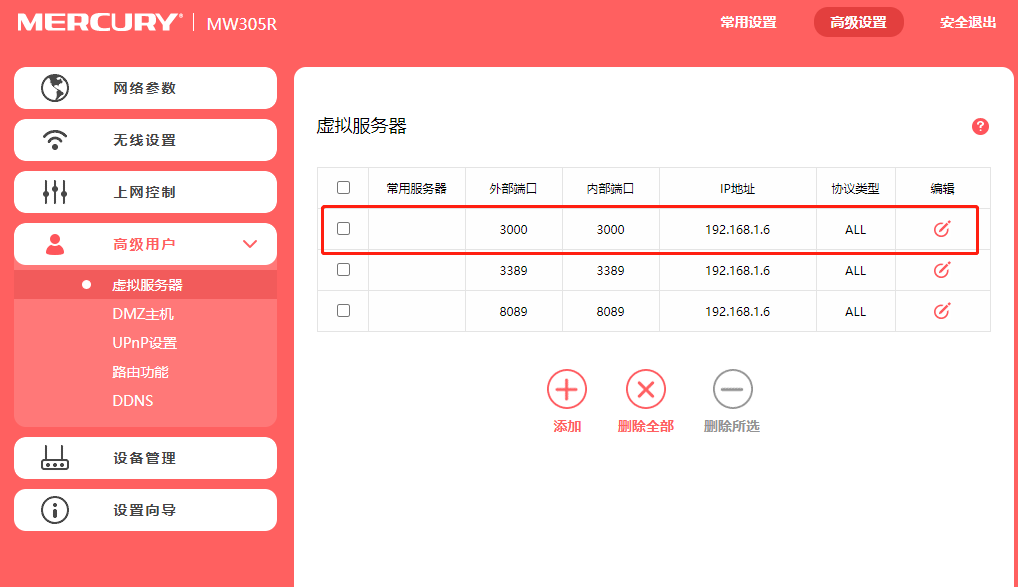 MERCURY MW305R
常用设置 高级设置 安全退出
网络参数
无线设置
上网控制
高级用户
虚拟服务器
DMZ主机
UPnP设置
路由功能
DDNS
设备管理
设置向导
虚拟服务器
?
常用服务器 外部端口 内部端口 IP地址 协议类型 编辑
3000 3000 192.168.1.6 ALL
3389 3389 192.168.1.6 ALL
8089 8089 192.168.1.6 ALL
添加 删除全部 删除所选